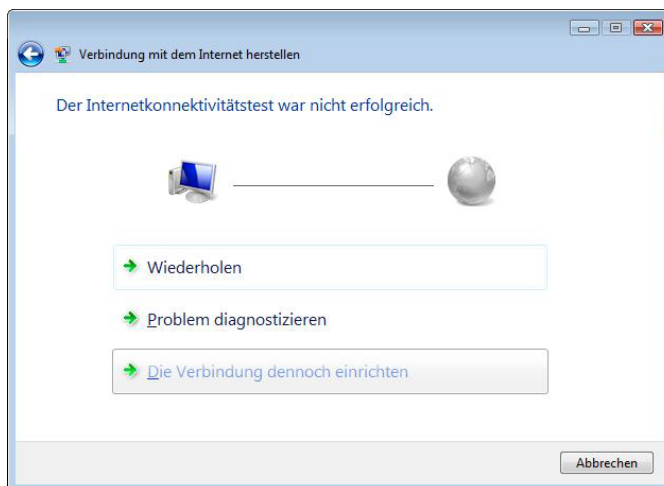 Verbindung mit dem Internet herstellen
Der Internetkonnektivitätstest war nicht erfolgreich.
Wiederholen
Problem diagnostizieren
Die Verbindung dennoch einrichten
Abbrechen